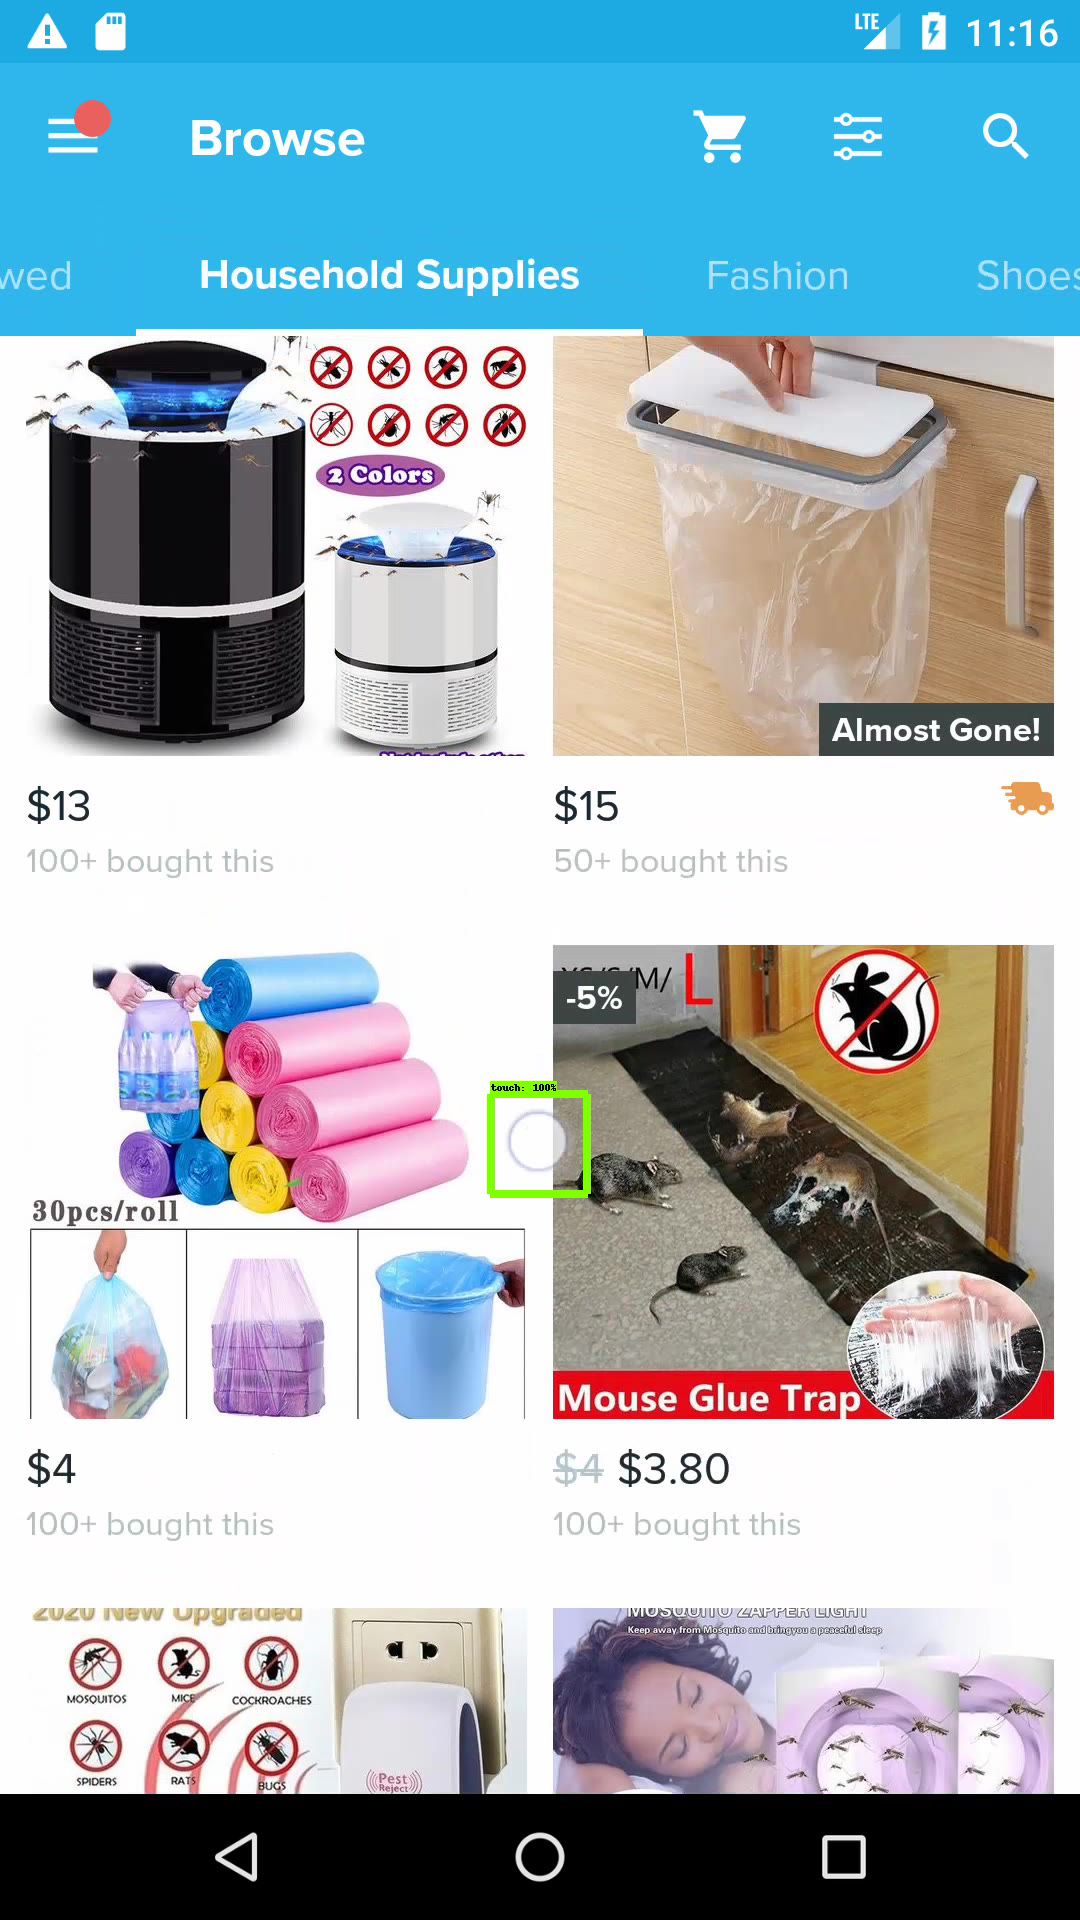 LTE 11:16
Browse
wed Household Supplies Fashion Shoes
2 Colors
Almost Gone!
$13
100+ bought this
$15
50+ bought this
30pcs/roll
/M/ L
-5%
touch: 100%
Mouse Glue Trap
$4
100+ bought this
$4 $3.80
100+ bought this
2020 New Upgraded
MOSQUITOS MICE COCKROACHES
SPIDERS RATS BUGS
Pest
Reject
MOSQUITO ZAPPER LIGHT
Keep away from Mosquito and bringyou a peaceful sleep